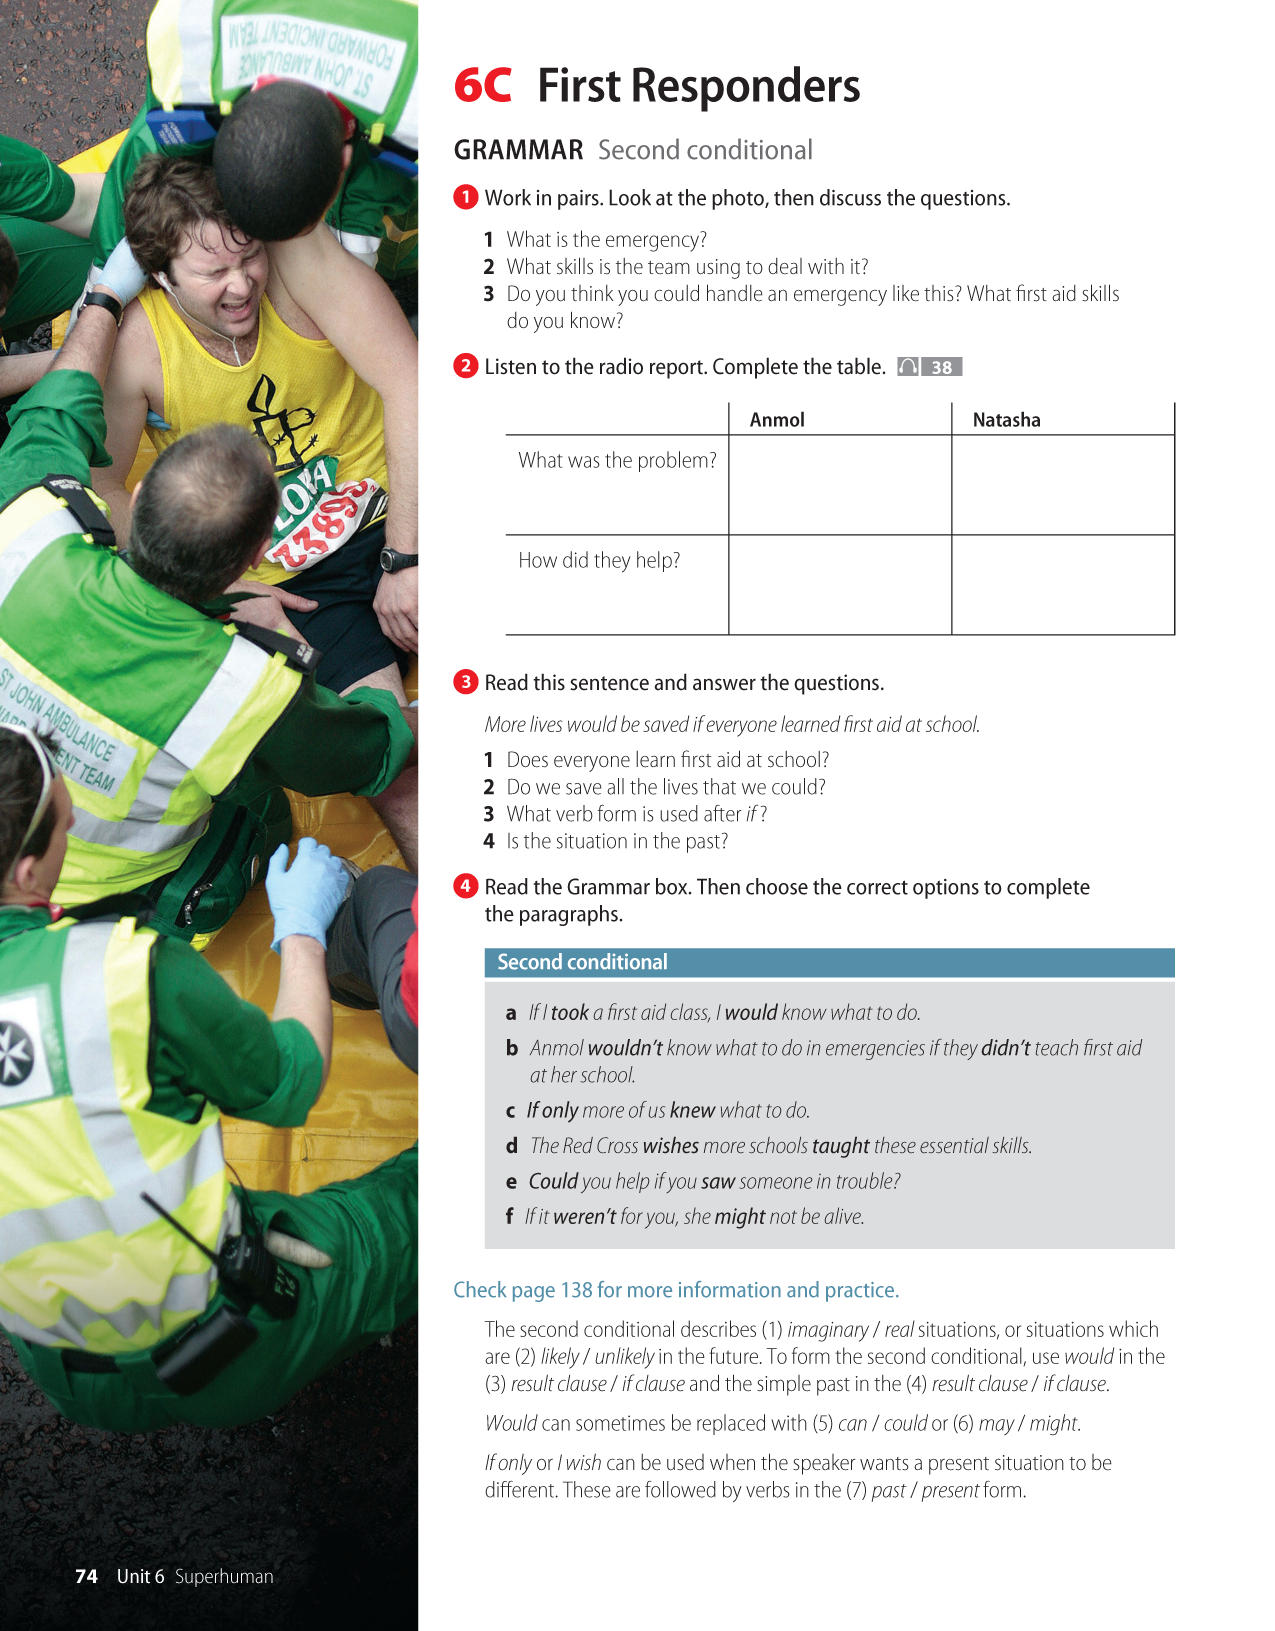 ST. JOHN AMBULANCE
FORWARD INCIDENT TEAM
ST JOHN AMBULANCE
TEAM
6C First Responders
GRAMMAR Second conditional
1 Work in pairs. Look at the photo, then discuss the questions.
1 What is the emergency?
2 What skills is the team using to deal with it?
3 Do you think you could handle an emergency like this? What first aid skills
do you know?
2 Listen to the radio report. Complete the table. 38
Anmol Natasha
What was the problem?
How did they help?
3 Read this sentence and answer the questions.
More lives would be saved if everyone learned first aid at school.
1 Does everyone learn first aid at school?
2 Do we save all the lives that we could?
3 What verb form is used after if?
4 Is the situation in the past?
4 Read the Grammar box. Then choose the correct options to complete
the paragraphs.
Second conditional
a If I took a first aid class, I would know what to do.
b Anmol wouldn't know what to do in emergencies if they didn't teach first aid
at her school.
c If only more of us knew what to do.
d The Red Cross wishes more schools taught these essential skills.
e Could you help if you saw someone in trouble?
f If it weren't for you, she might not be alive.
Check page 138 for more information and practice.
The second conditional describes (1) imaginary / real situations, or situations which
are (2) likely / unlikely in the future. To form the second conditional, use would in the
(3) result clause / if clause and the simple past in the (4) result clause / if clause.
Would can sometimes be replaced with (5) can / could or (6) may / might.
If only or I wish can be used when the speaker wants a present situation to be
different. These are followed by verbs in the (7) past / present form.
74 Unit 6 Superhuman